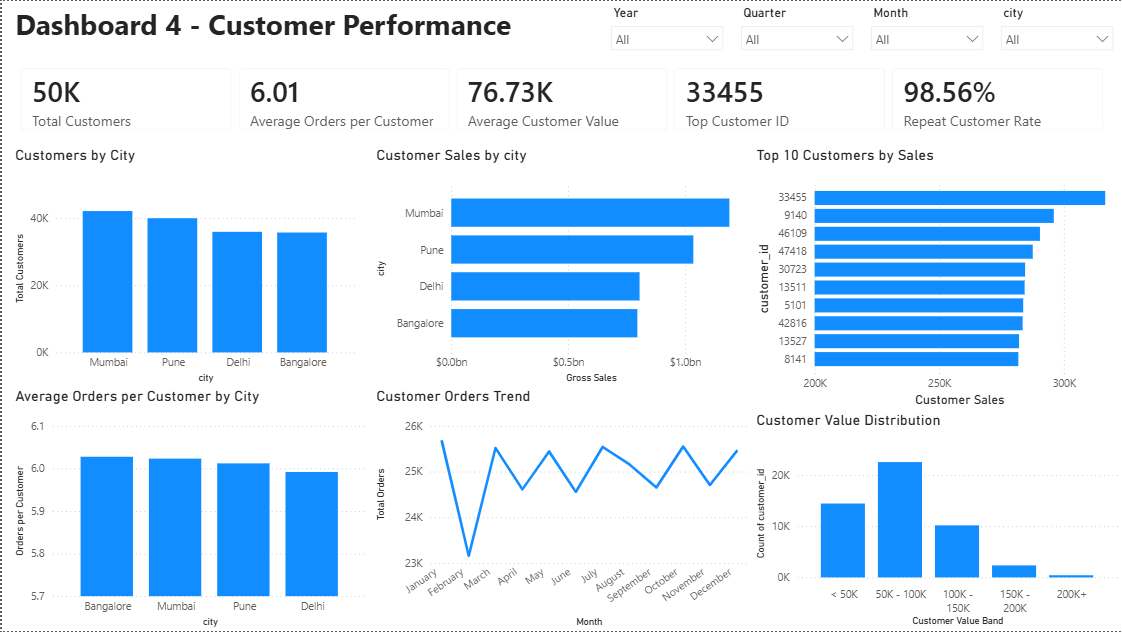 Dashboard 4 - Customer Performance
Year
Quarter
Month
city
All
All
All
All
50K
Total Customers
6.01
Average Orders per Customer
76.73K
Average Customer Value
33455
Top Customer ID
98.56%
Repeat Customer Rate
Customers by City
Total Customers
40K
20K
0K
Mumbai
Pune
Delhi
Bangalore
city
Customer Sales by city
city
Mumbai
Pune
Delhi
Bangalore
$0.0bn
$0.5bn
$1.0bn
Gross Sales
Top 10 Customers by Sales
customer_id
33455
9140
46109
47418
30723
13511
5101
42816
13527
8141
200K
250K
300K
Customer Sales
Average Orders per Customer by City
Orders per Customer
6.1
6.0
5.9
5.8
5.7
Bangalore
Mumbai
Pune
Delhi
city
Customer Orders Trend
Total Orders
26K
25K
24K
23K
January
February
March
April
May
June
July
August
September
October
November
December
Month
Customer Value Distribution
Count of customer_id
20K
10K
0K
< 50K
50K - 100K
100K -
150K
150K -
200K
200K+
Customer Value Band